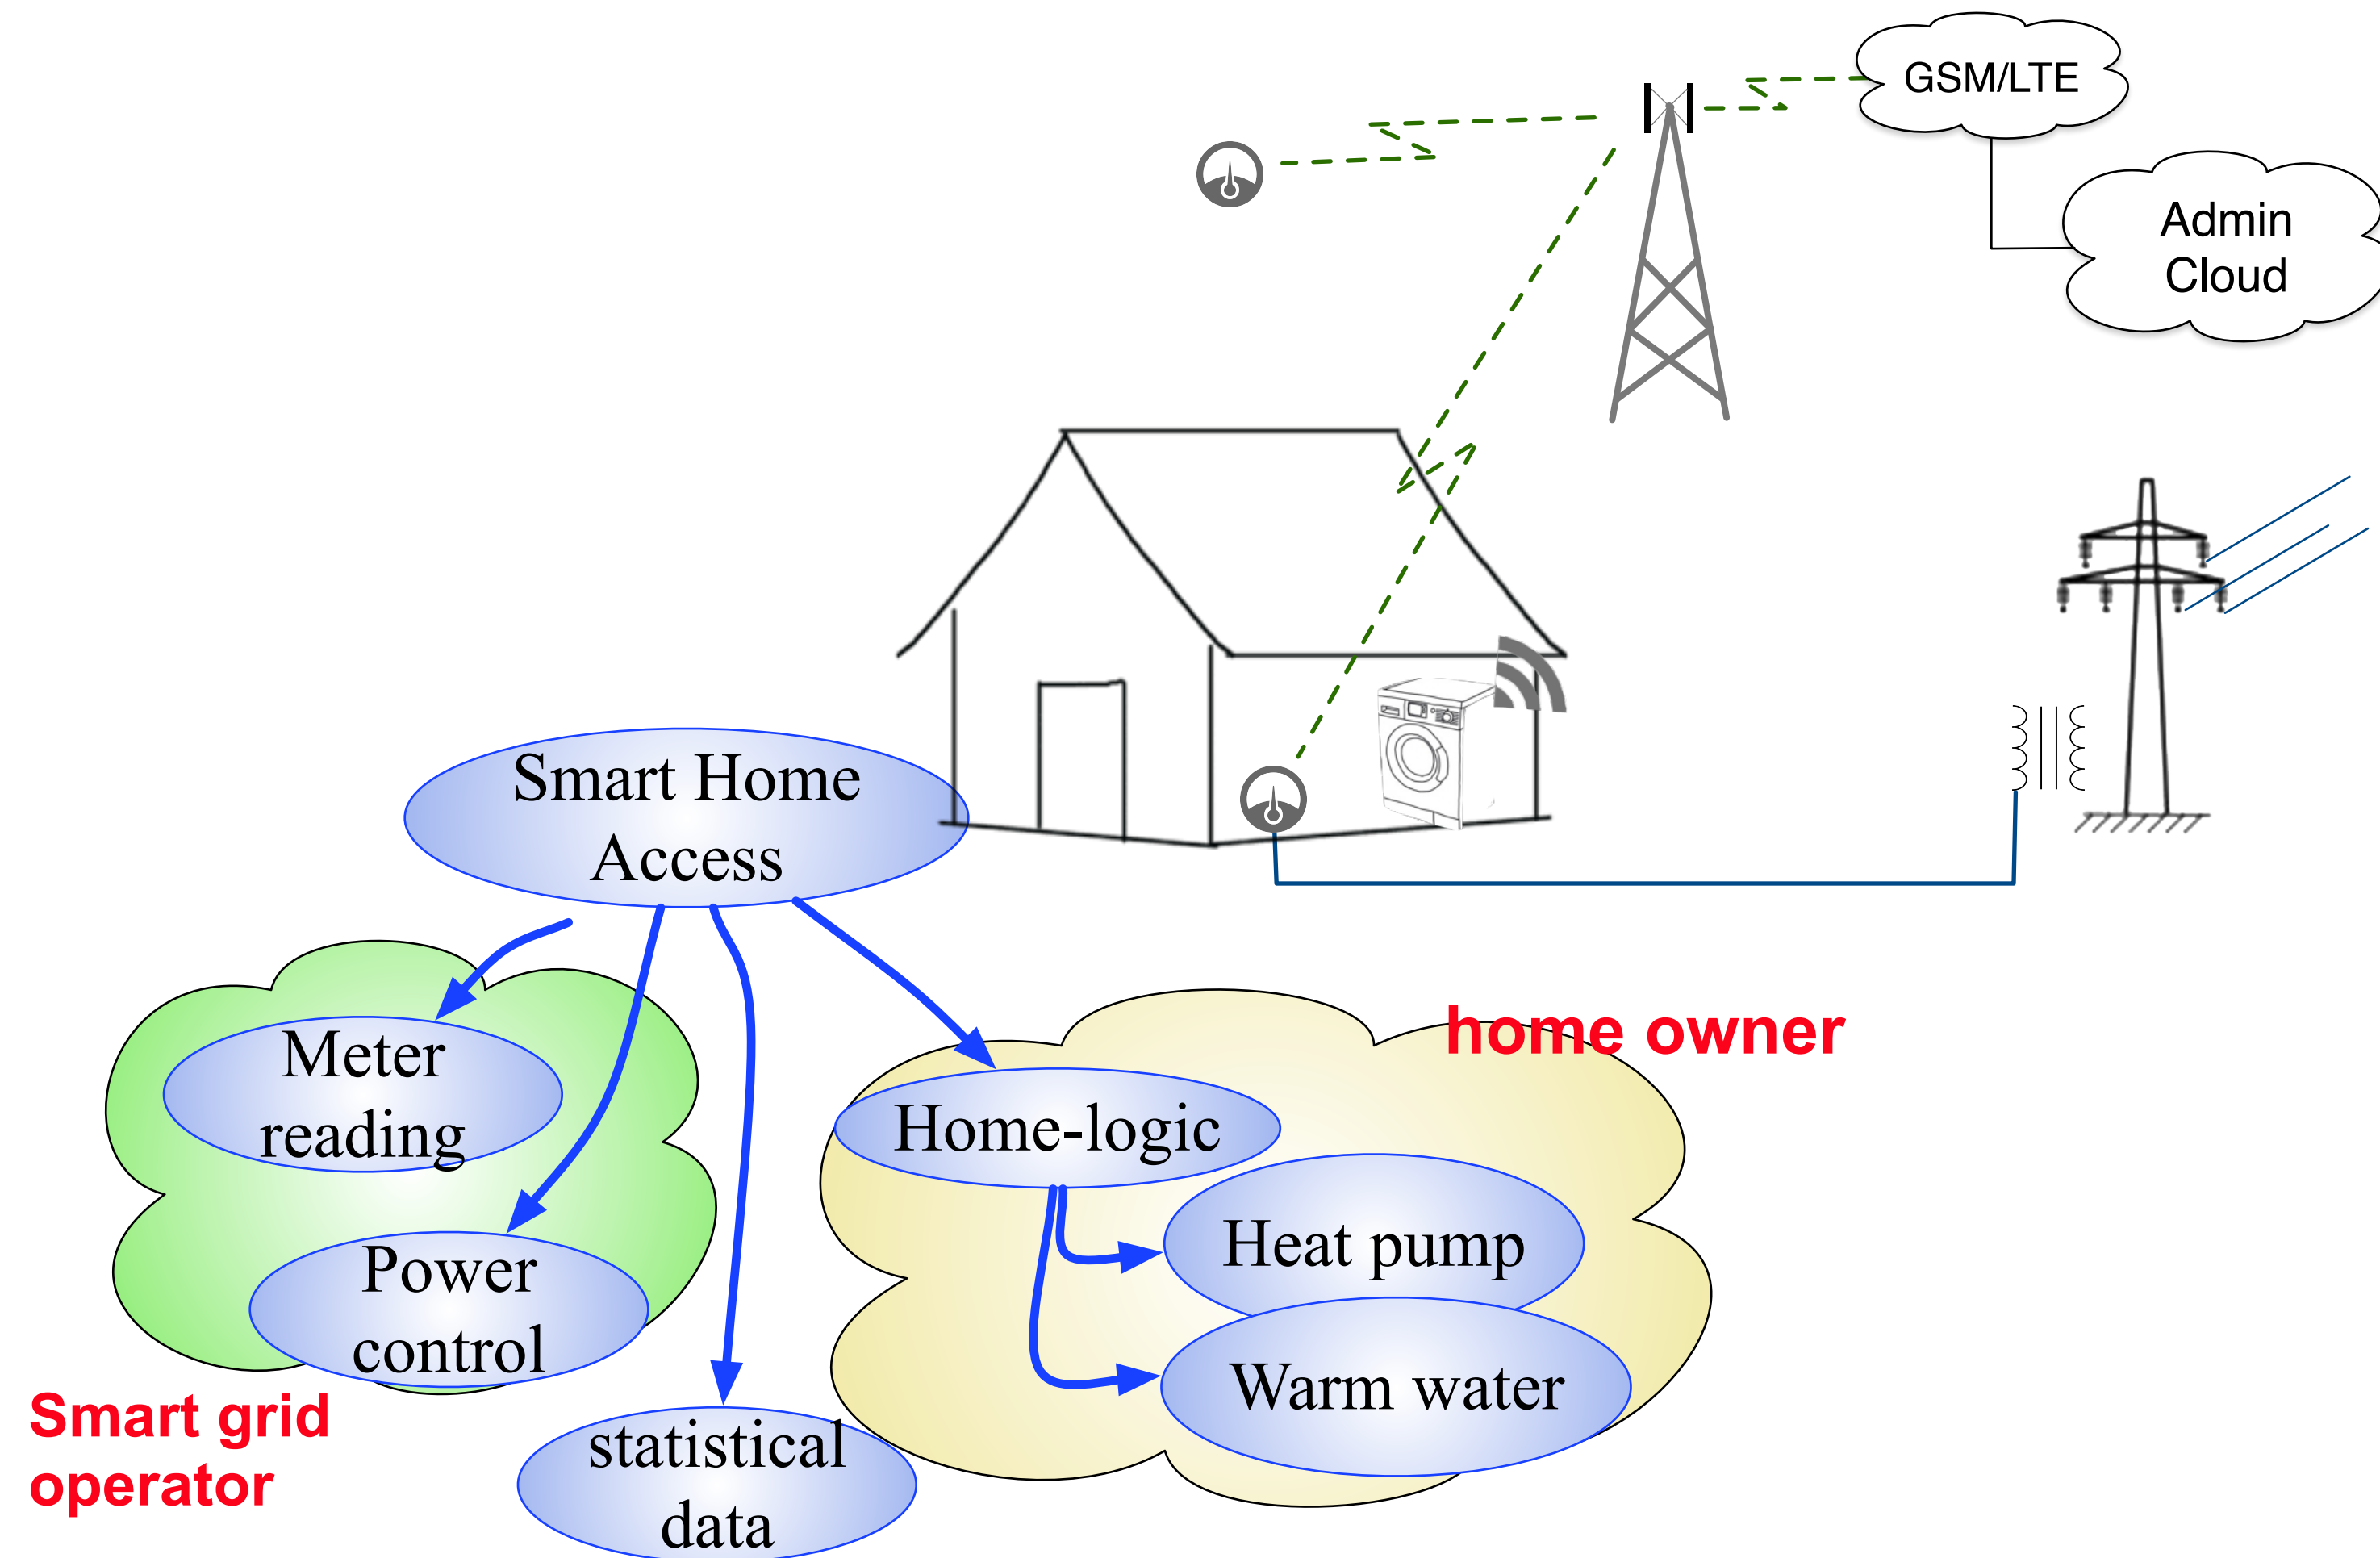 GSM/LTE
Admin
Cloud
Smart Home
Access
home owner
Meter
reading
Home-logic
Heat pump
Power
control
Warm water
Smart grid
operator
statistical
data